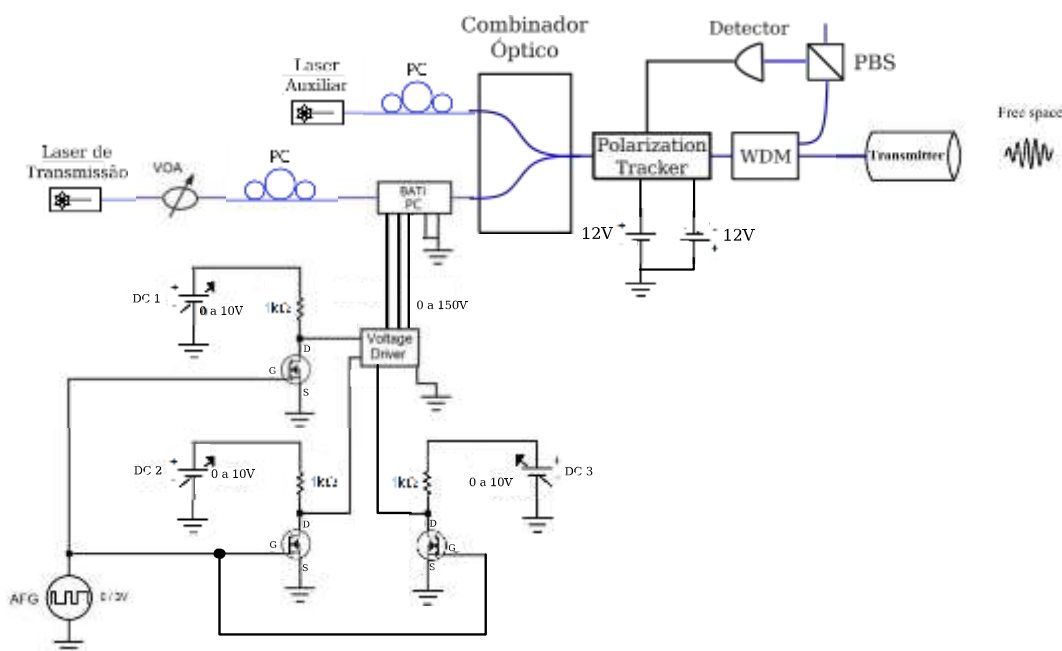 Combinador
Óptico
Detector
PBS
Laser
Auxiliar
PC
Free space
Laser de
Transmissão
VOA
PC
BATI
PC
Polarization
Tracker
WDM
Transmitter
12V
+
-
+
12V
DC 1
+
-
0 a 10V
1kΩ
0 a 150V
Voltage
Driver
D
G
S
DC 2
+
-
0 a 10V
1kΩ
1kΩ
0 a 10V
+
-
DC 3
D
G
S
D
G
S
AFG